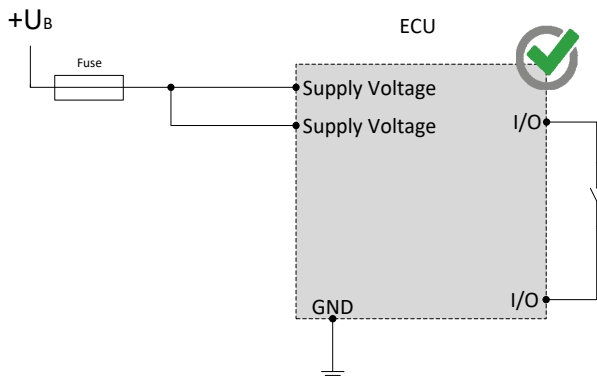 +UB
ECU
Fuse
Supply Voltage
Supply Voltage
I/O
I/O
GND